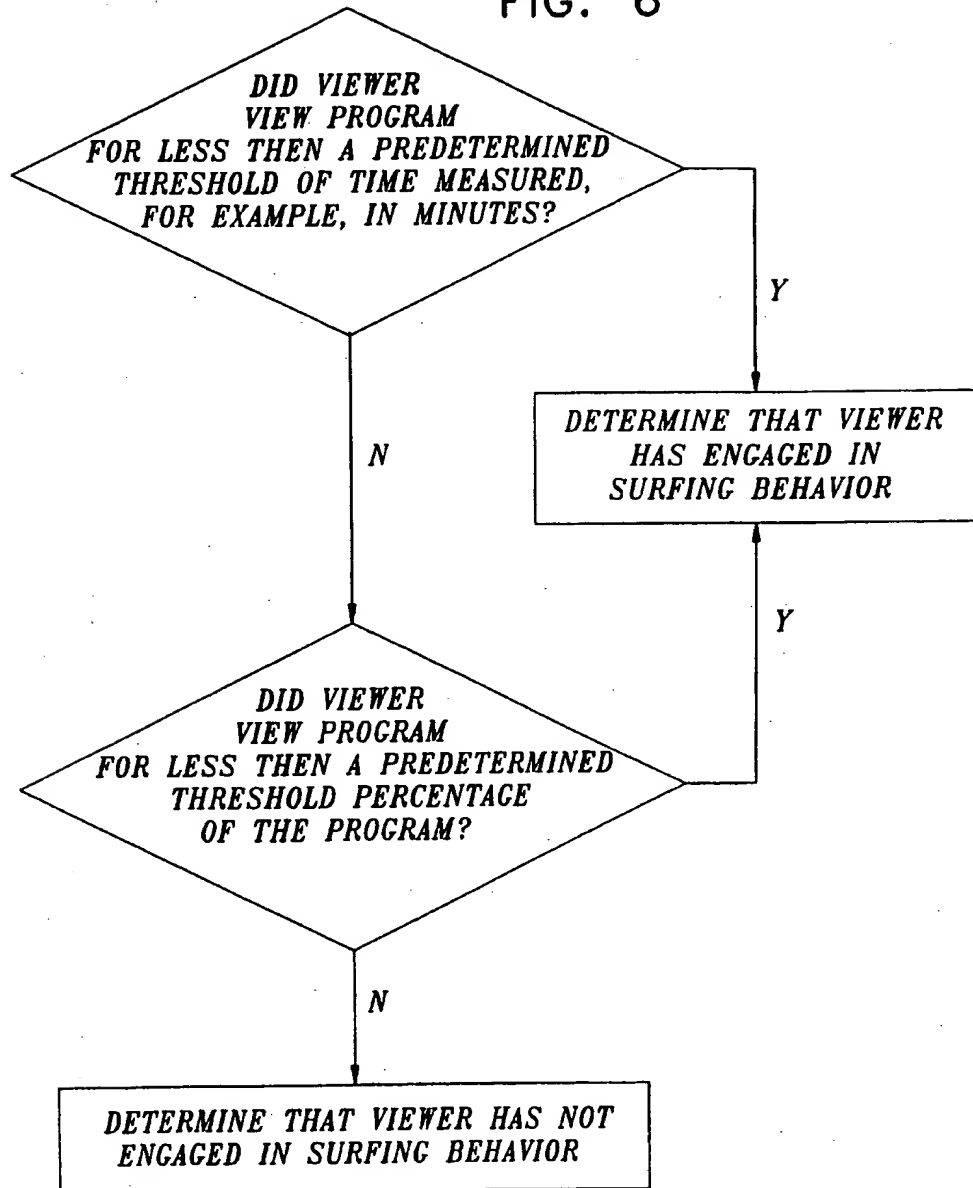 FIG. 6
DID VIEWER
VIEW PROGRAM
FOR LESS THEN A PREDETERMINED
THRESHOLD OF TIME MEASURED,
FOR EXAMPLE, IN MINUTES?
Y
DETERMINE THAT VIEWER
HAS ENGAGED IN
SURFING BEHAVIOR
N
Y
DID VIEWER
VIEW PROGRAM
FOR LESS THEN A PREDETERMINED
THRESHOLD PERCENTAGE
OF THE PROGRAM?
N
DETERMINE THAT VIEWER HAS NOT
ENGAGED IN SURFING BEHAVIOR